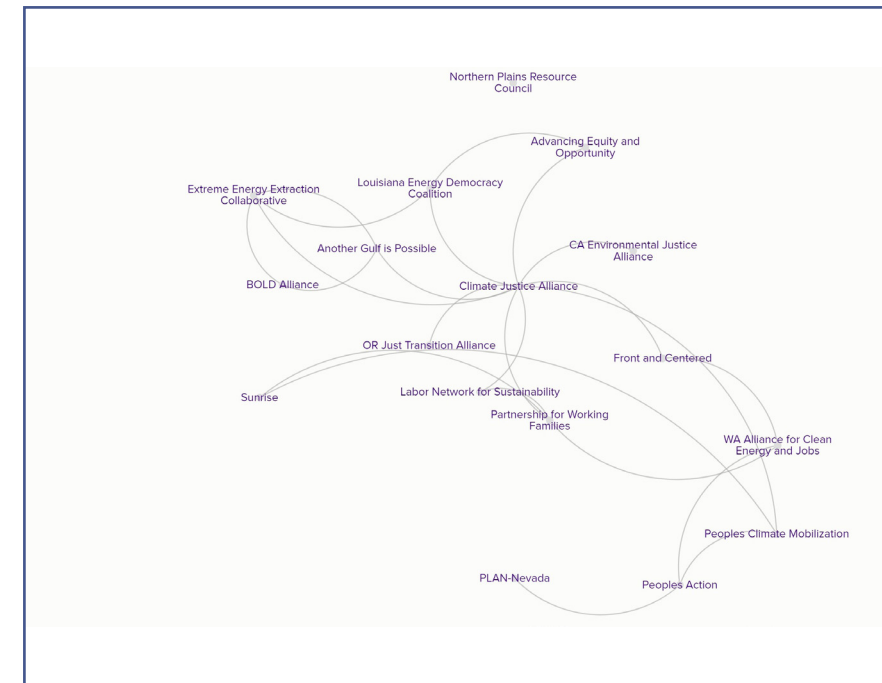 Northern Plains Resource
Council
Advancing Equity and
Opportunity
Louisiana Energy Democracy
Coalition
Extreme Energy Extraction
Collaborative
Another Gulf is Possible
CA Environmental Justice
Alliance
BOLD Alliance
Climate Justice Alliance
OR Just Transition Alliance
Front and Centered
Sunrise
Labor Network for Sustainability
Partnership for Working
Families
WA Alliance for Clean
Energy and Jobs
Peoples Climate Mobilization
PLAN-Nevada
Peoples Action